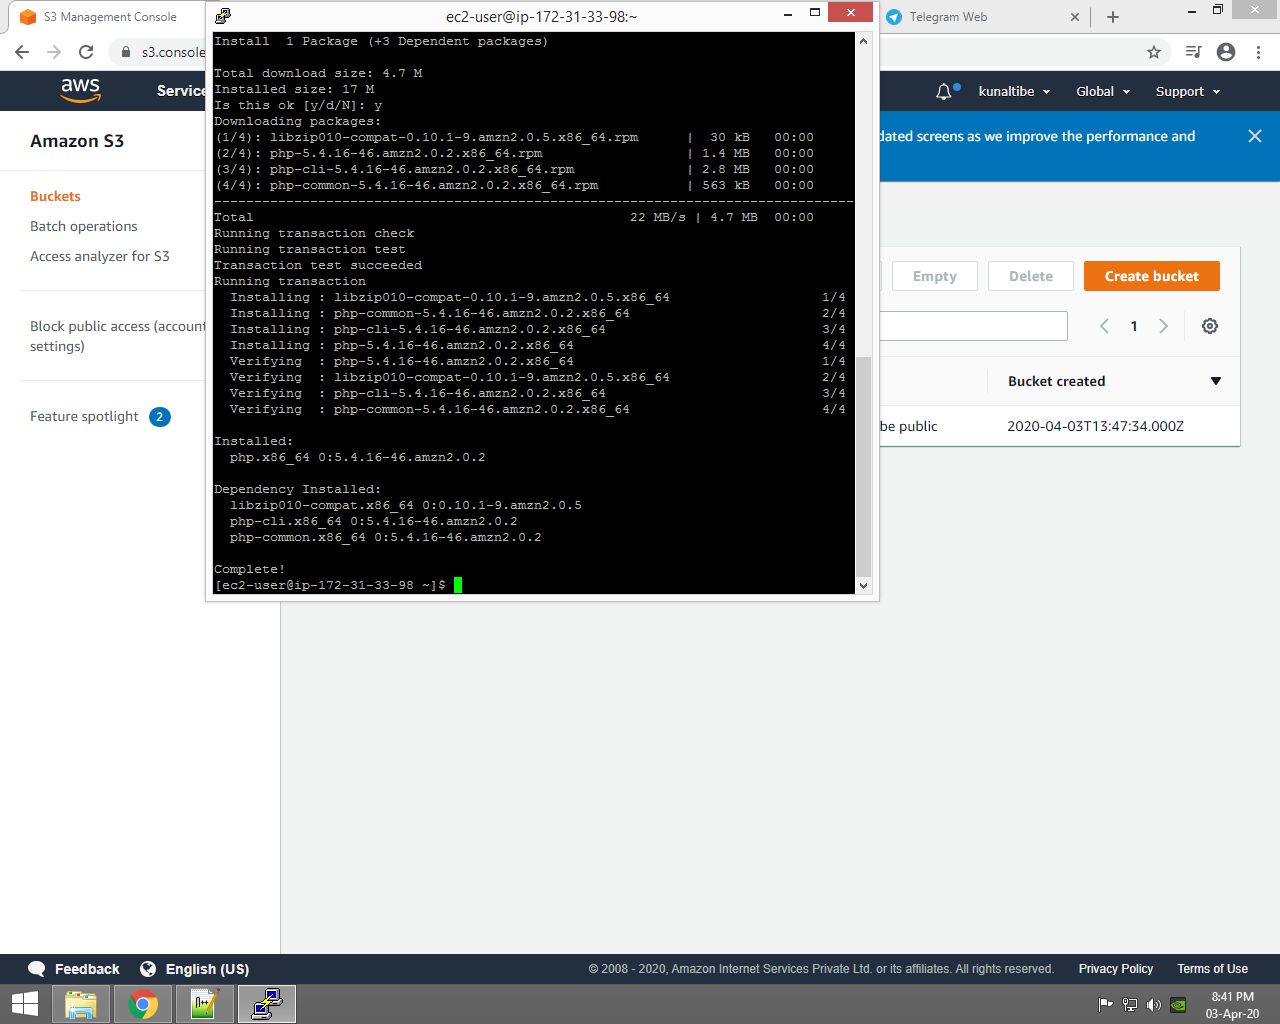 S3 Management Console
ec2-user@ip-172-31-33-98:~
Telegram Web
s3.console
aws
Service
kunaltibe
Global
Support
dated screens as we improve the performance and
Amazon S3
Buckets
Batch operations
Access analyzer for S3
Block public access (account
settings)
Feature spotlight 2
Install  1 Package (+3 Dependent packages)
Total download size: 4.7 M
Installed size: 17 M
Is this ok [y/d/N]: y
Downloading packages:
(1/4): libzip010-compat-0.10.1-9.amzn2.0.5.x86_64.rpm | 30 kB 00:00
(2/4): php-5.4.16-46.amzn2.0.2.x86_64.rpm | 1.4 MB 00:00
(3/4): php-cli-5.4.16-46.amzn2.0.2.x86_64.rpm | 2.8 MB 00:00
(4/4): php-common-5.4.16-46.amzn2.0.2.x86_64.rpm | 563 kB 00:00
--------------------------------------------------------------------------------
Total 22 MB/s | 4.7 MB 00:00
Running transaction check
Running transaction test
Transaction test succeeded
Running transaction
Installing : libzip010-compat-0.10.1-9.amzn2.0.5.x86_64 1/4
Installing : php-common-5.4.16-46.amzn2.0.2.x86_64 2/4
Installing : php-cli-5.4.16-46.amzn2.0.2.x86_64 3/4
Installing : php-5.4.16-46.amzn2.0.2.x86_64 4/4
Verifying : php-5.4.16-46.amzn2.0.2.x86_64 1/4
Verifying : libzip010-compat-0.10.1-9.amzn2.0.5.x86_64 2/4
Verifying : php-cli-5.4.16-46.amzn2.0.2.x86_64 3/4
Verifying : php-common-5.4.16-46.amzn2.0.2.x86_64 4/4
Installed:
php.x86_64 0:5.4.16-46.amzn2.0.2
Dependency Installed:
libzip010-compat.x86_64 0:0.10.1-9.amzn2.0.5
php-cli.x86_64 0:5.4.16-46.amzn2.0.2
php-common.x86_64 0:5.4.16-46.amzn2.0.2
Complete!
[ec2-user@ip-172-31-33-98 ~]$
Empty
Delete
Create bucket
1
Bucket created
be public
2020-04-03T13:47:34.000Z
Feedback
English (US)
© 2008 - 2020, Amazon Internet Services Private Ltd. or its affiliates. All rights reserved.
Privacy Policy
Terms of Use
8:41 PM
03-Apr-20